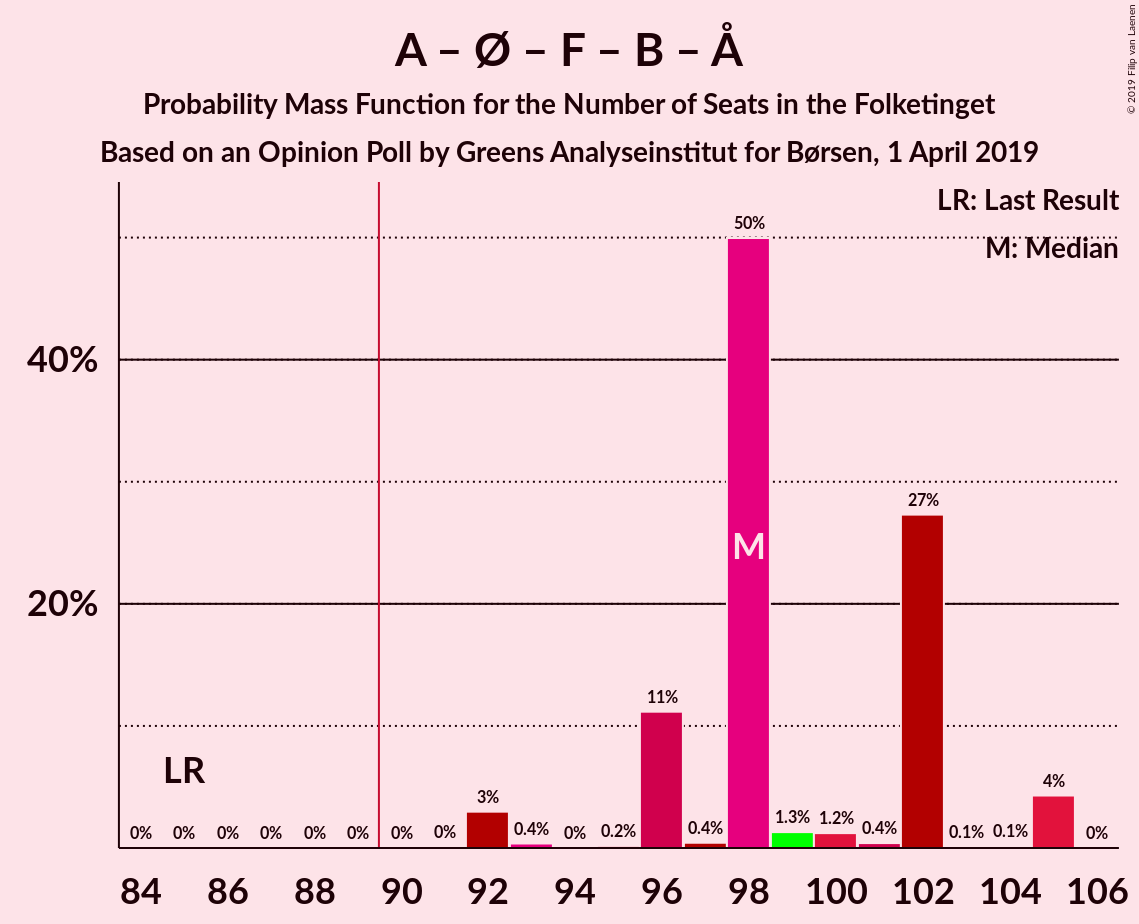 A – Ø – F – B – Å
Probability Mass Function for the Number of Seats in the Folketinget
Based on an Opinion Poll by Greens Analyseinstitut for Børsen, 1 April 2019
© 2019 Filip van Laenen
LR: Last Result
M: Median
40%
20%
LR
M
0% 0% 0% 0% 0% 0% 0% 0% 3% 0.4% 0% 0.2% 11% 0.4% 50% 1.3% 1.2% 0.4% 27% 0.1% 0.1% 4% 0%
84 86 88 90 92 94 96 98 100 102 104 106